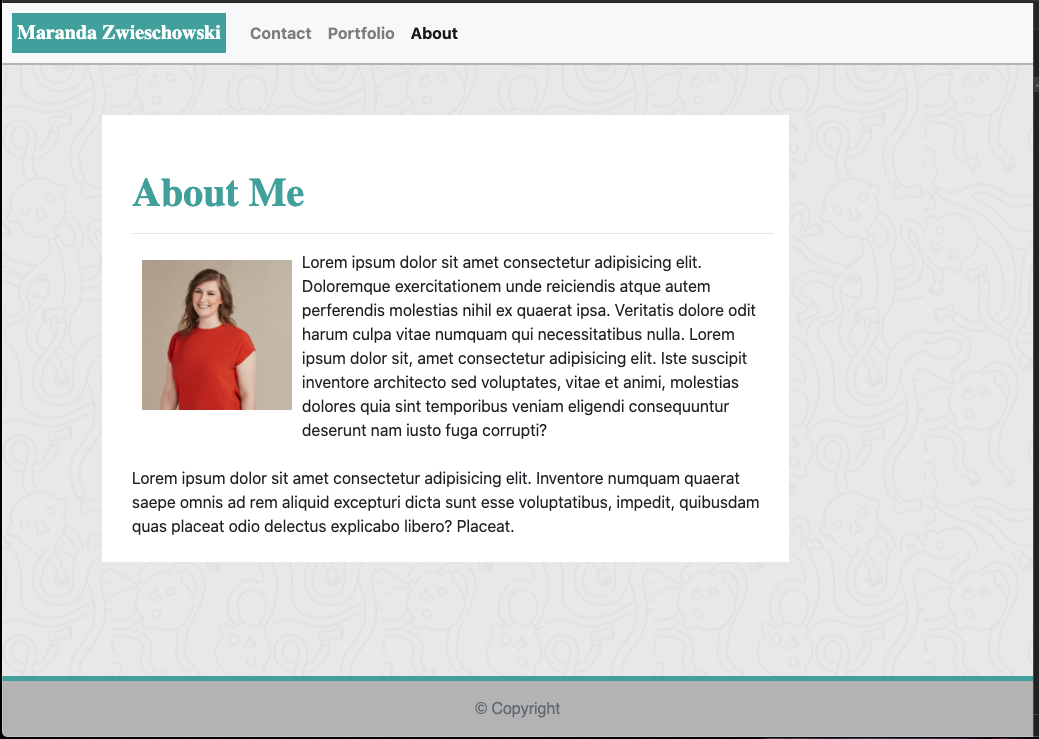 Maranda Zwieschowski Contact Portfolio About
About Me
Lorem ipsum dolor sit amet consectetur adipisicing elit.
Doloremque exercitationem unde reiciendis atque autem
perferendis molestias nihil ex quaerat ipsa. Veritatis dolore odit
harum culpa vitae numquam qui necessitatibus nulla. Lorem
ipsum dolor sit, amet consectetur adipisicing elit. Iste suscipit
inventore architecto sed voluptates, vitae et animi, molestias
dolores quia sint temporibus veniam eligendi consequuntur
deserunt nam iusto fuga corrupti?
Lorem ipsum dolor sit amet consectetur adipisicing elit. Inventore numquam quaerat
saepe omnis ad rem aliquid excepturi dicta sunt esse voluptatibus, impedit, quibusdam
quas placeat odio delectus explicabo libero? Placeat.
© Copyright